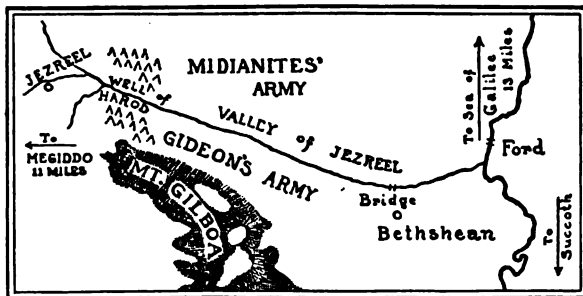 JEZREEL
WELL of
HAROD
MIDIANITES'
ARMY
VALLEY of JEZREEL
To Sea of
Galilee
13 Miles
Ford
To
MEGIDDO
11 MILES
GIDEON'S ARMY
MT. GILBOA
Bridge
Bethshean
To
Succoth